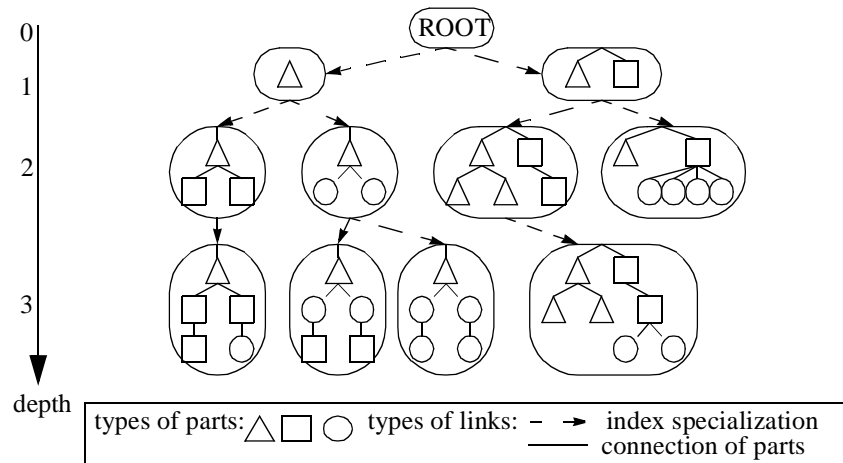 0
ROOT
1
2
3
depth
types of parts: types of links: index specialization
connection of parts